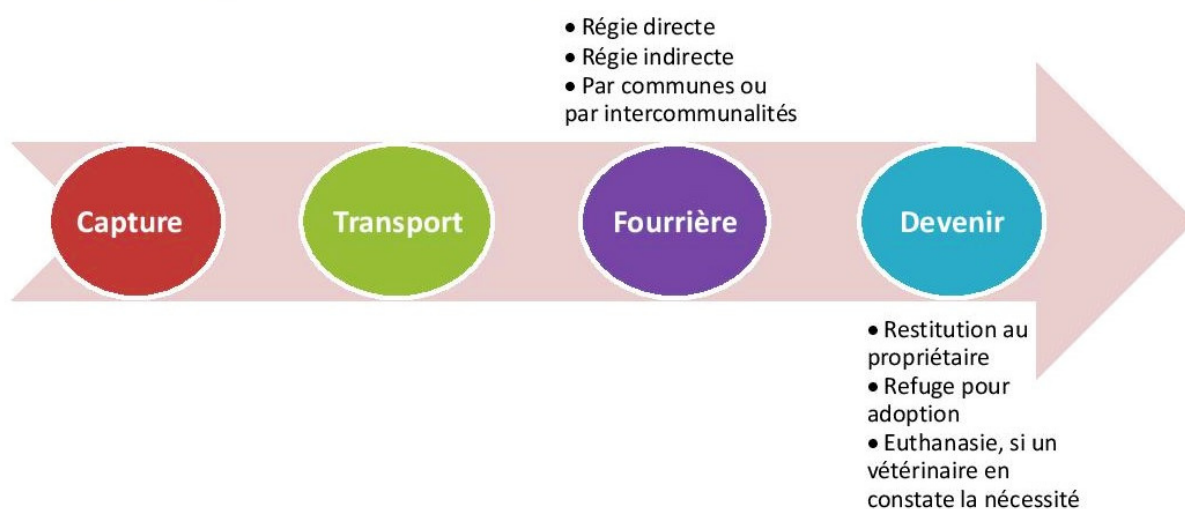 • Régie directe
• Régie indirecte
• Par communes ou
par intercommunalités
Capture
Transport
Fourrière
Devenir
• Restitution au
propriétaire
• Refuge pour
adoption
• Euthanasie, si un
vétérinaire en
constate la nécessité